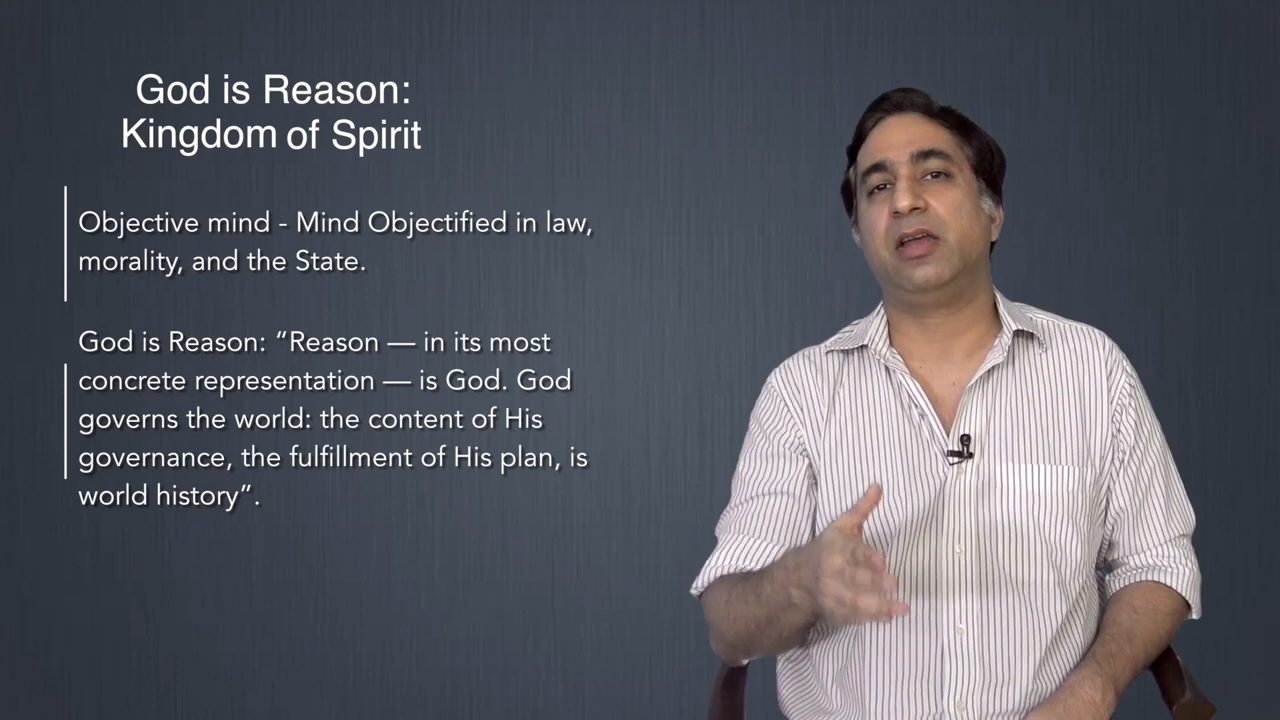 God is Reason:
Kingdom of Spirit
Objective mind - Mind Objectified in law,
morality, and the State.
God is Reason: “Reason — in its most
concrete representation — is God. God
governs the world: the content of His
governance, the fulfillment of His plan, is
world history”.